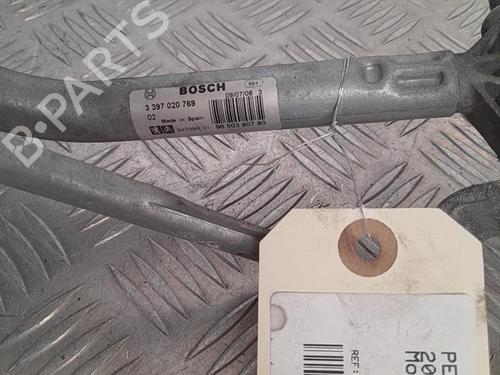 B-PARTS
BOSCH
984
3 397 020 769
09/07/08 3
02 Made in Spain
96 503 807 80
PE
20
Mo
REF: